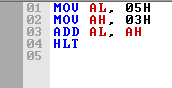 01 MOV AL, 05H
02 MOV AH, 03H
03 ADD AL, AH
04 HLT
05